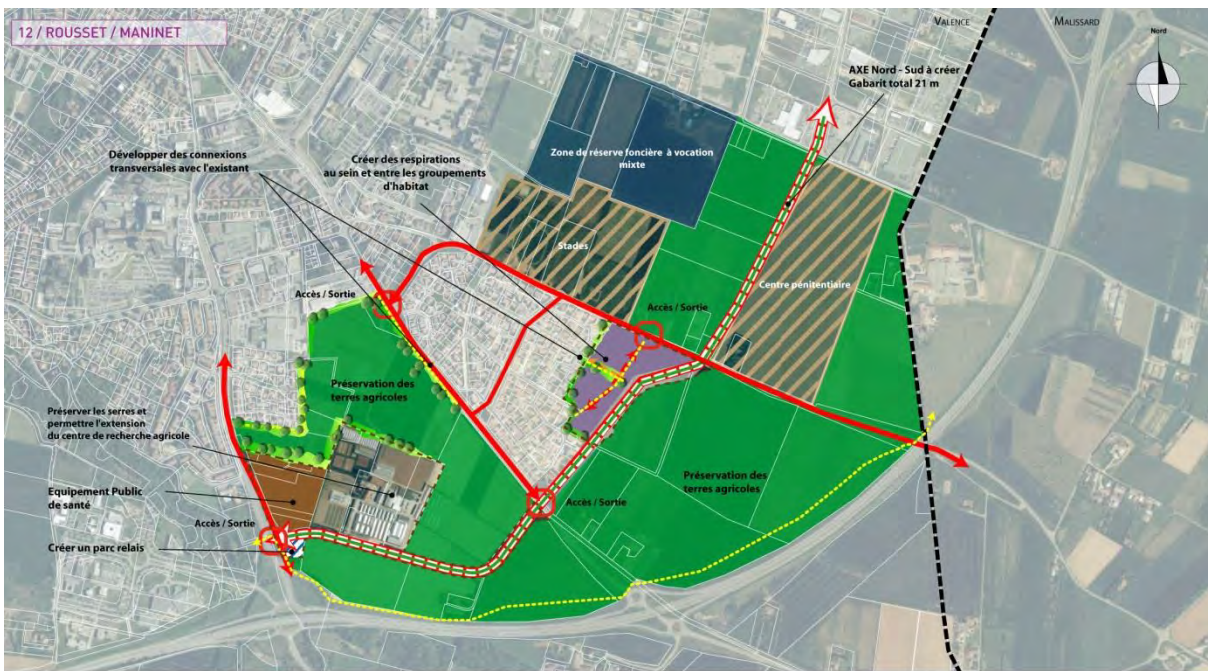 12 / ROUSSET / MANINET
VALENCE
MALISSARD
Nord
AXE Nord - Sud à créer
Gabarit total 21 m
Développer des connexions
transversales avec l'existant
Créer des respirations
au sein et entre les groupements
d'habitat
Zone de réserve foncière à vocation
mixte
Stades
Centre pénitentiaire
Accès / Sortie
Accès / Sortie
Préservation des
terres agricoles
Préserver les serres et
permettre l'extension
du centre de recherche agricole
Préservation des
terres agricoles
Equipement Public
de santé
Accès / Sortie
Accès / Sortie
Créer un parc relais